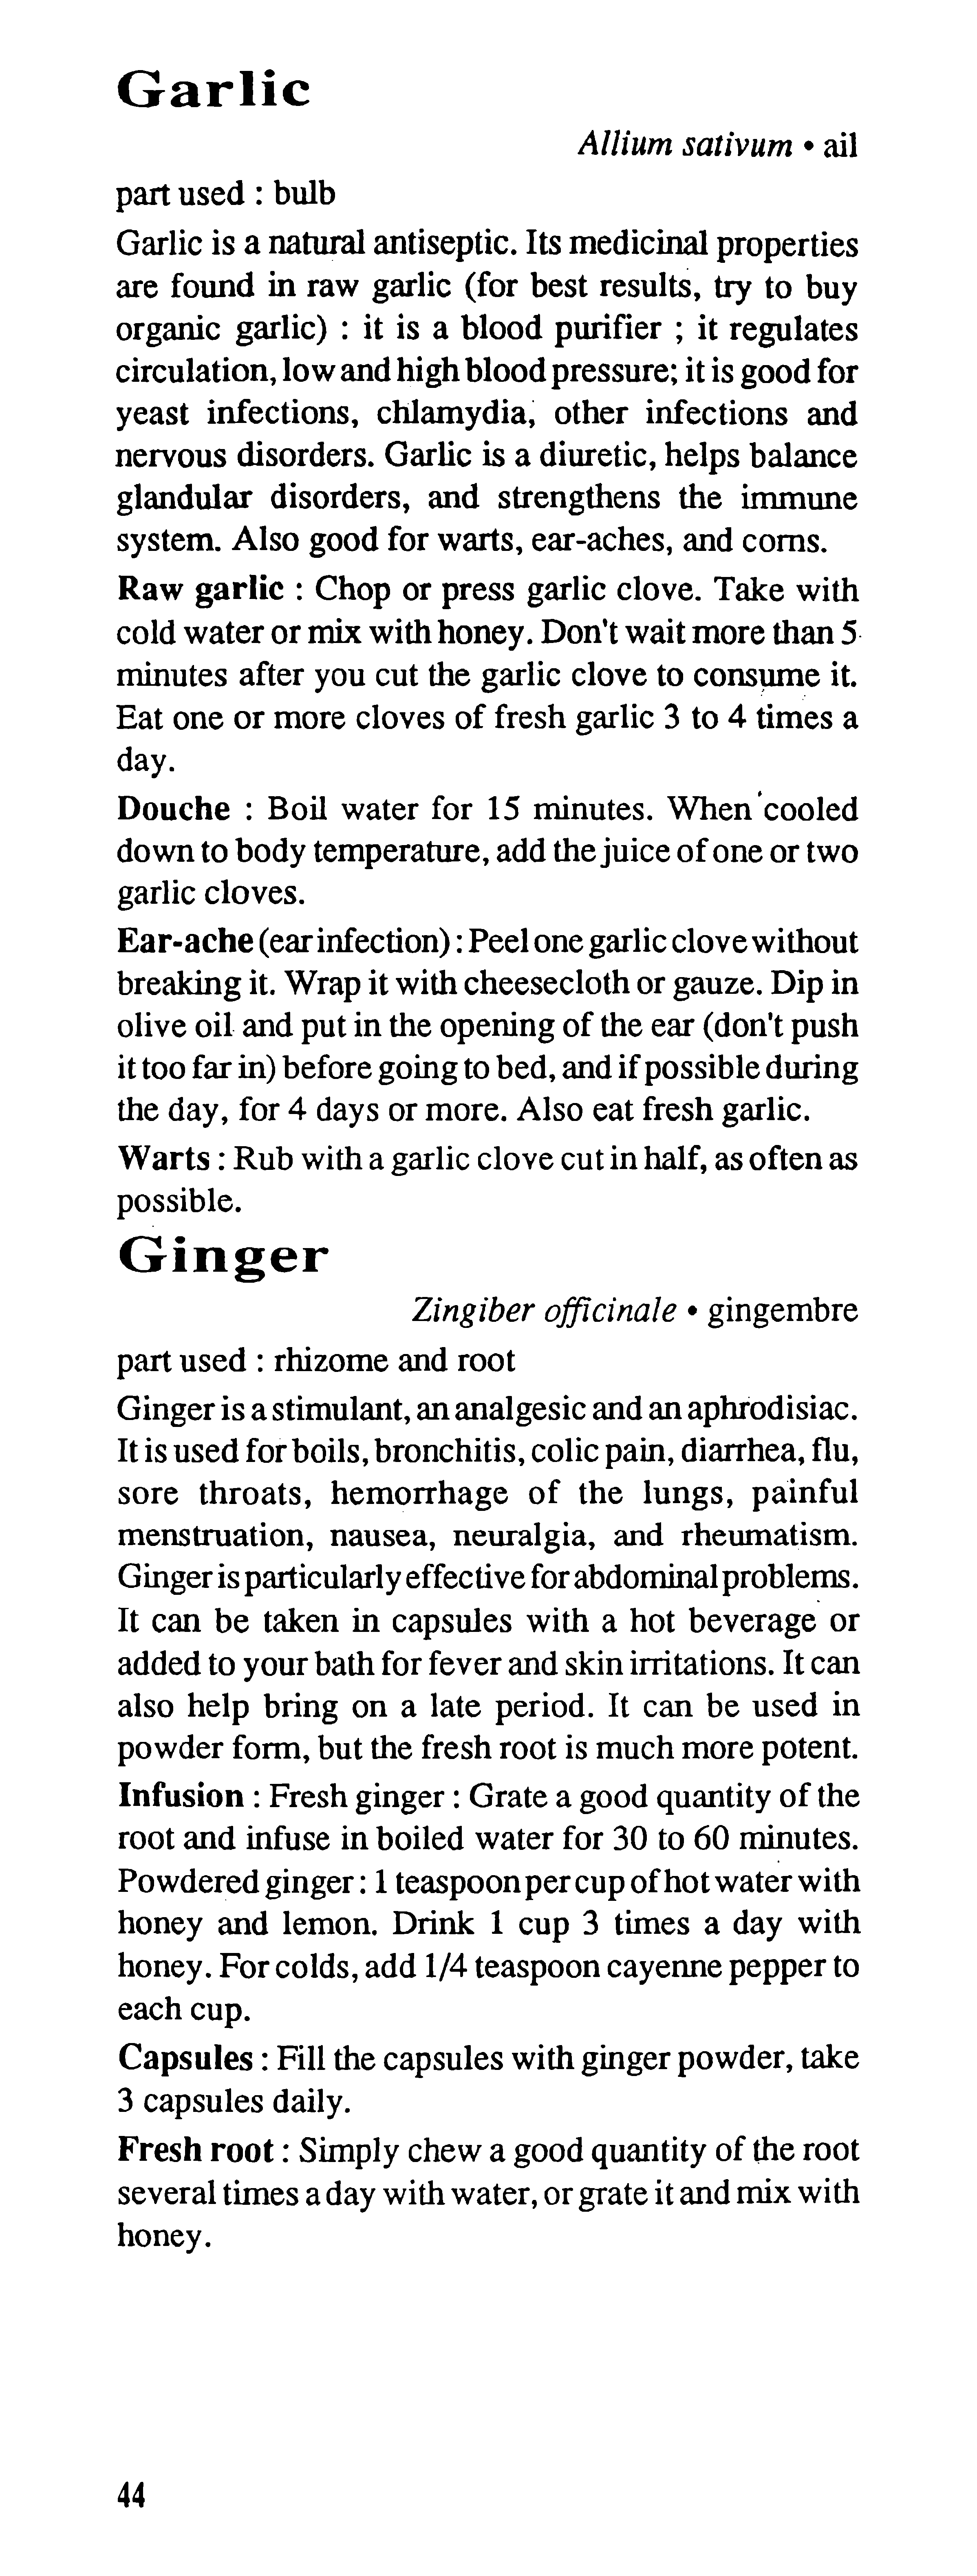 Garlic
Allium sativum • ail
part used : bulb
Garlic is a natural antiseptic. Its medicinal properties
are found in raw garlic (for best results, try to buy
organic garlic) : it is a blood purifier ; it regulates
circulation, low and high blood pressure; it is good for
yeast infections, chlamydia, other infections and
nervous disorders. Garlic is a diuretic, helps balance
glandular disorders, and strengthens the immune
system. Also good for warts, ear-aches, and corns.
Raw garlic : Chop or press garlic clove. Take with
cold water or mix with honey. Don't wait more than 5
minutes after you cut the garlic clove to consume it.
Eat one or more cloves of fresh garlic 3 to 4 times a
day.
Douche : Boil water for 15 minutes. When cooled
down to body temperature, add the juice of one or two
garlic cloves.
Ear-ache (ear infection) : Peel one garlic clove without
breaking it. Wrap it with cheesecloth or gauze. Dip in
olive oil and put in the opening of the ear (don't push
it too far in) before going to bed, and if possible during
the day, for 4 days or more. Also eat fresh garlic.
Warts : Rub with a garlic clove cut in half, as often as
possible.
Ginger
Zingiber officinale • gingembre
part used : rhizome and root
Ginger is a stimulant, an analgesic and an aphrodisiac.
It is used for boils, bronchitis, colic pain, diarrhea, flu,
sore throats, hemorrhage of the lungs, painful
menstruation, nausea, neuralgia, and rheumatism.
Ginger is particularly effective for abdominal problems.
It can be taken in capsules with a hot beverage or
added to your bath for fever and skin irritations. It can
also help bring on a late period. It can be used in
powder form, but the fresh root is much more potent.
Infusion : Fresh ginger : Grate a good quantity of the
root and infuse in boiled water for 30 to 60 minutes.
Powdered ginger : 1 teaspoon per cup of hot water with
honey and lemon. Drink 1 cup 3 times a day with
honey. For colds, add 1/4 teaspoon cayenne pepper to
each cup.
Capsules : Fill the capsules with ginger powder, take
3 capsules daily.
Fresh root : Simply chew a good quantity of the root
several times a day with water, or grate it and mix with
honey.
44